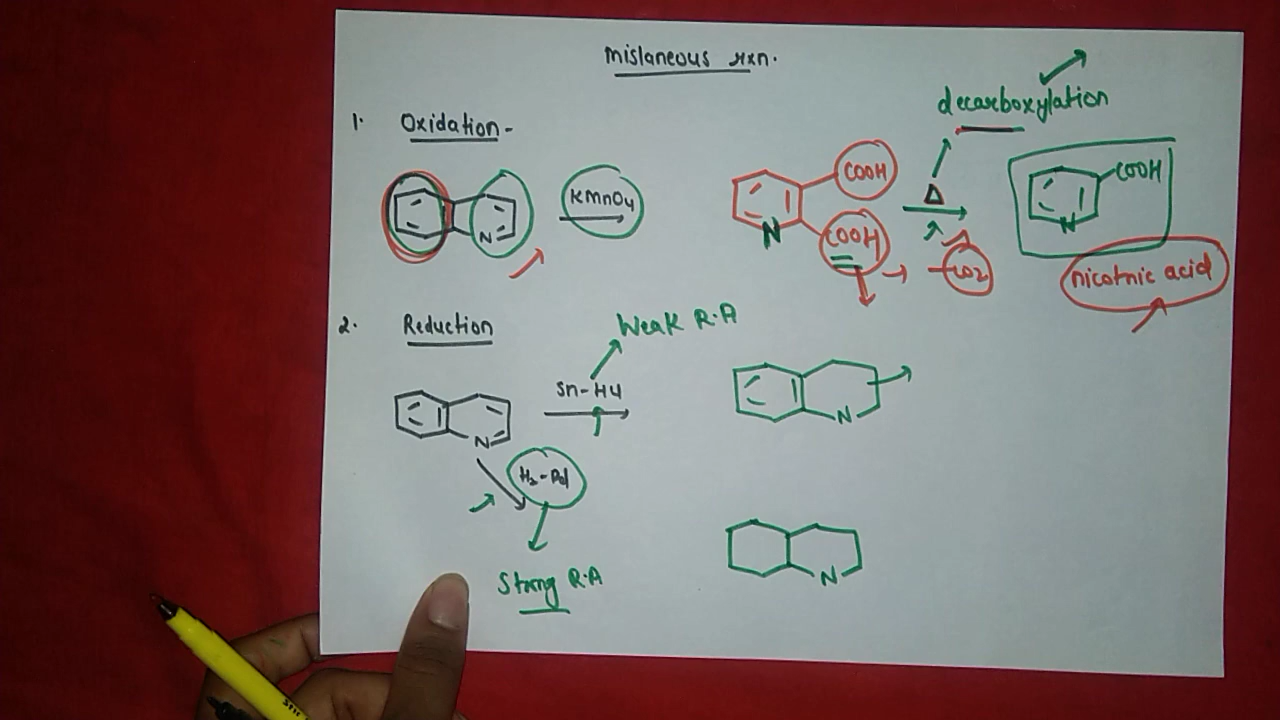 mislaneous rxn.
decarboxylation
1. Oxidation-
KMnO4
COOH
COOH
N
N
Δ
-CO2
COOH
N
nicotnic acid
2. Reduction
Weak R.A
Sn-H4
N
N
H2-Pd
Strong R.A
N